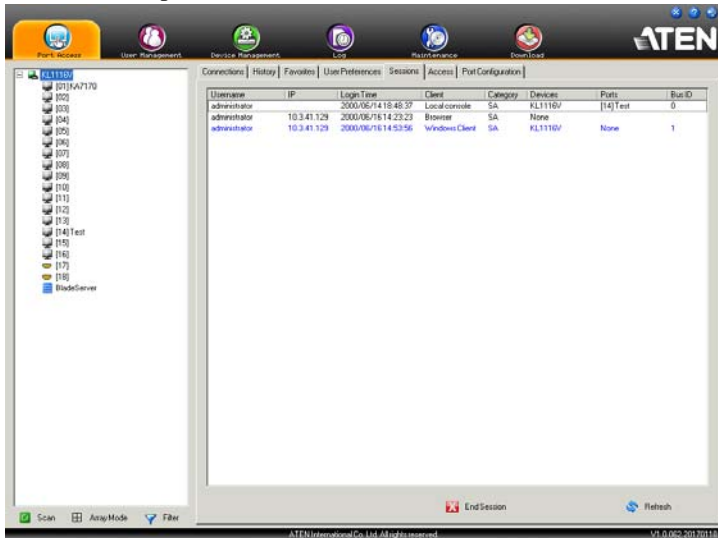 ATEN
Port Access User Management Device Management Log Maintenance Download
Connections History Favorites User Preferences Sessions Access Port Configuration
KL1116V
[01]KA7170
[02]
[03]
[04]
[05]
[06]
[07]
[08]
[09]
[10]
[11]
[12]
[13]
[14]Test
[15]
[16]
[17]
[18]
BladeServer
Username IP Login Time Client Category Devices Ports Bus ID
administrator 2000/06/14 18:48:37 Local console SA KL1116V [14]Test 0
administrator 10.3.41.129 2000/06/16 14:23:23 Browser SA None
administrator 10.3.41.129 2000/06/16 14:53:56 Windows Client SA KL1116V None 1
End Session Refresh
Scan Array Mode Filter
ATEN International Co. Ltd. All rights reserved.
V1.0.062.20170118